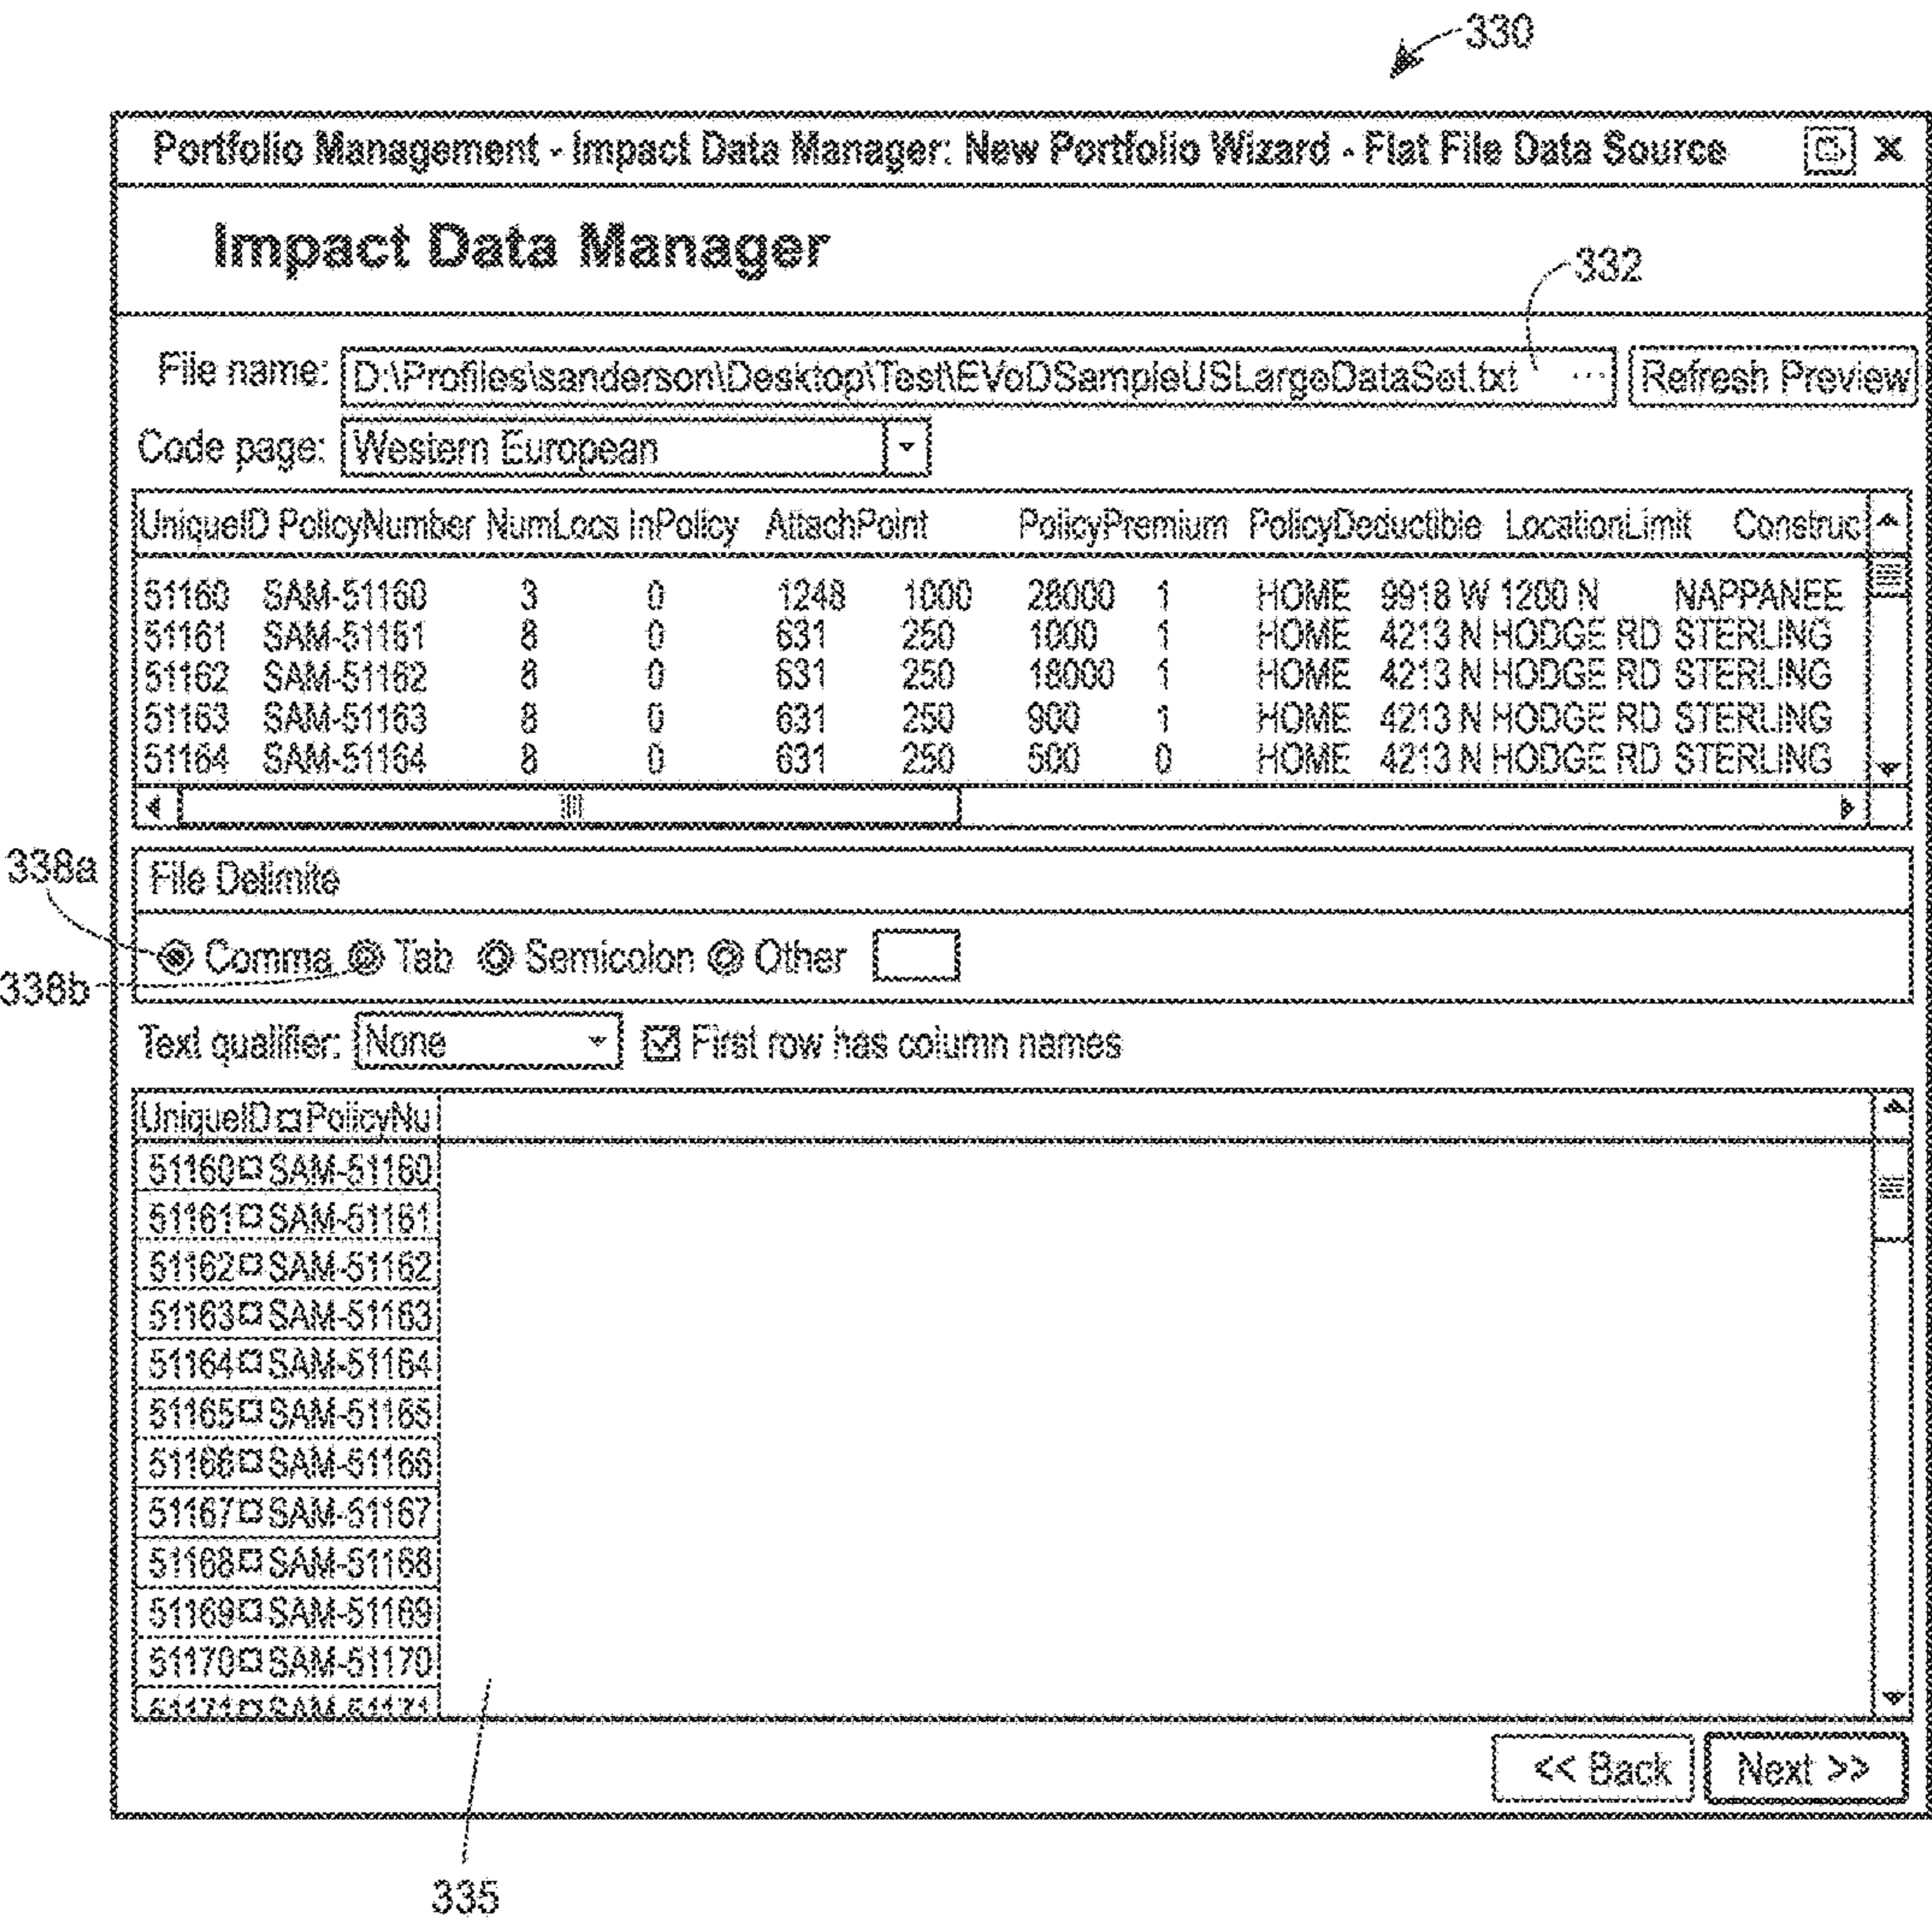 330
Portfolio Management - Impact Data Manager: New Portfolio Wizard - Flat File Data Source
Impact Data Manager
332
File name: D:\Profiles\sanderson\Desktop\Test\EVoDSampleUSLargeDataSet.txt ... Refresh Preview
Code page: Western European
UniqueID PolicyNumber NumLocs InPolicy AttachPoint PolicyPremium PolicyDeductible LocationLimit Construc
51160 SAM-51160 3 0 1248 1000 28000 1 HOME 9918 W 1200 N NAPPANEE
51161 SAM-51161 8 0 631 250 1000 1 HOME 4213 N HODGE RD STERLING
51162 SAM-51162 8 0 631 250 18000 1 HOME 4213 N HODGE RD STERLING
51163 SAM-51163 8 0 631 250 900 1 HOME 4213 N HODGE RD STERLING
51164 SAM-51164 8 0 631 250 500 0 HOME 4213 N HODGE RD STERLING
338a
File Delimite
Comma Tab Semicolon Other
338b
Text qualifier: None First row has column names
UniqueID□PolicyNu
51160□SAM-51160
51161□SAM-51161
51162□SAM-51162
51163□SAM-51163
51164□SAM-51164
51165□SAM-51165
51166□SAM-51166
51167□SAM-51167
51168□SAM-51168
51169□SAM-51169
51170□SAM-51170
51171□SAM-51171
<< Back Next >>
335